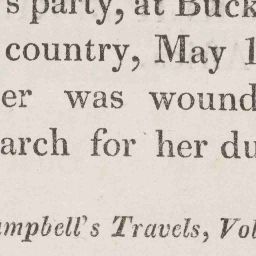 's party, at Buck
country, May 1
er was wound
arch for her du
ampbell's Travels, Vol